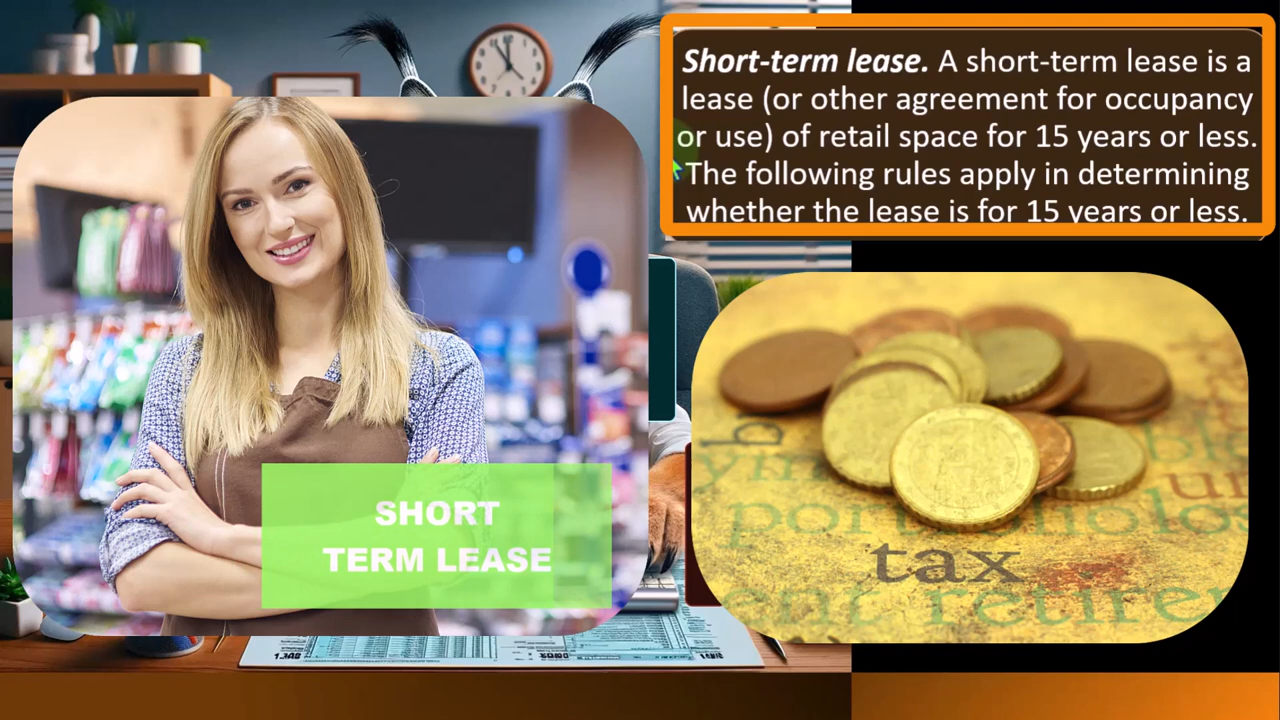 Short-term lease. A short-term lease is a
lease (or other agreement for occupancy
or use) of retail space for 15 years or less.
The following rules apply in determining
whether the lease is for 15 years or less.
SHORT
TERM LEASE
tax